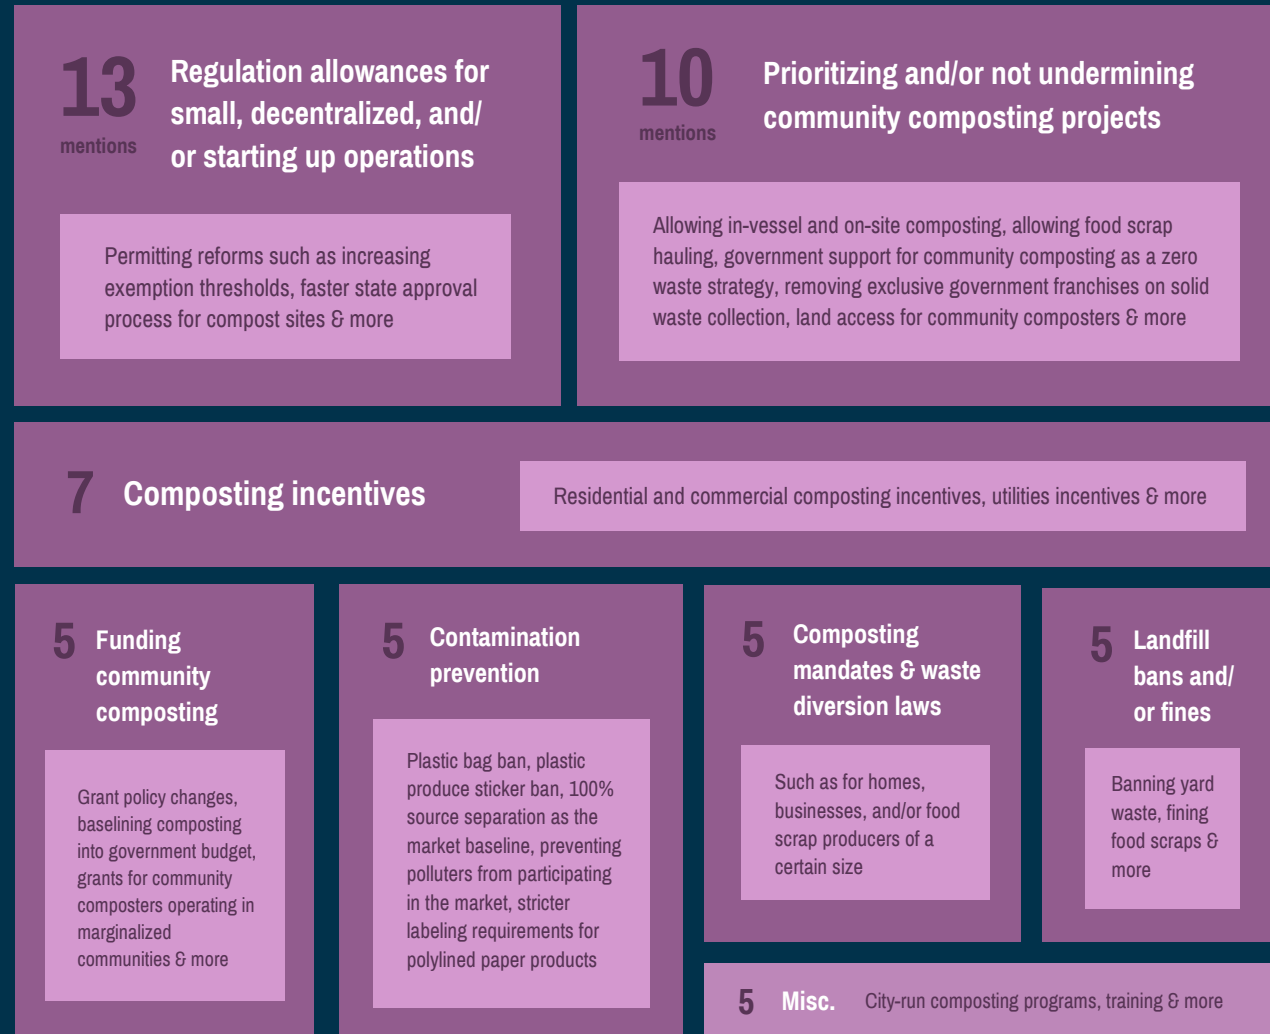 13
mentions
Regulation allowances for
small, decentralized, and/
or starting up operations
Permitting reforms such as increasing
exemption thresholds, faster state approval
process for compost sites & more
10
mentions
Prioritizing and/or not undermining
community composting projects
Allowing in-vessel and on-site composting, allowing food scrap
hauling, government support for community composting as a zero
waste strategy, removing exclusive government franchises on solid
waste collection, land access for community composters & more
7
Composting incentives
Residential and commercial composting incentives, utilities incentives & more
5
Funding
community
composting
Grant policy changes,
baselining composting
into government budget,
grants for community
composters operating in
marginalized
communities & more
5
Contamination
prevention
Plastic bag ban, plastic
produce sticker ban, 100%
source separation as the
market baseline, preventing
polluters from participating
in the market, stricter
labeling requirements for
polylined paper products
5
Composting
mandates & waste
diversion laws
Such as for homes,
businesses, and/or food
scrap producers of a
certain size
5
Landfill
bans and/
or fines
Banning yard
waste, fining
food scraps &
more
5
Misc.
City-run composting programs, training & more